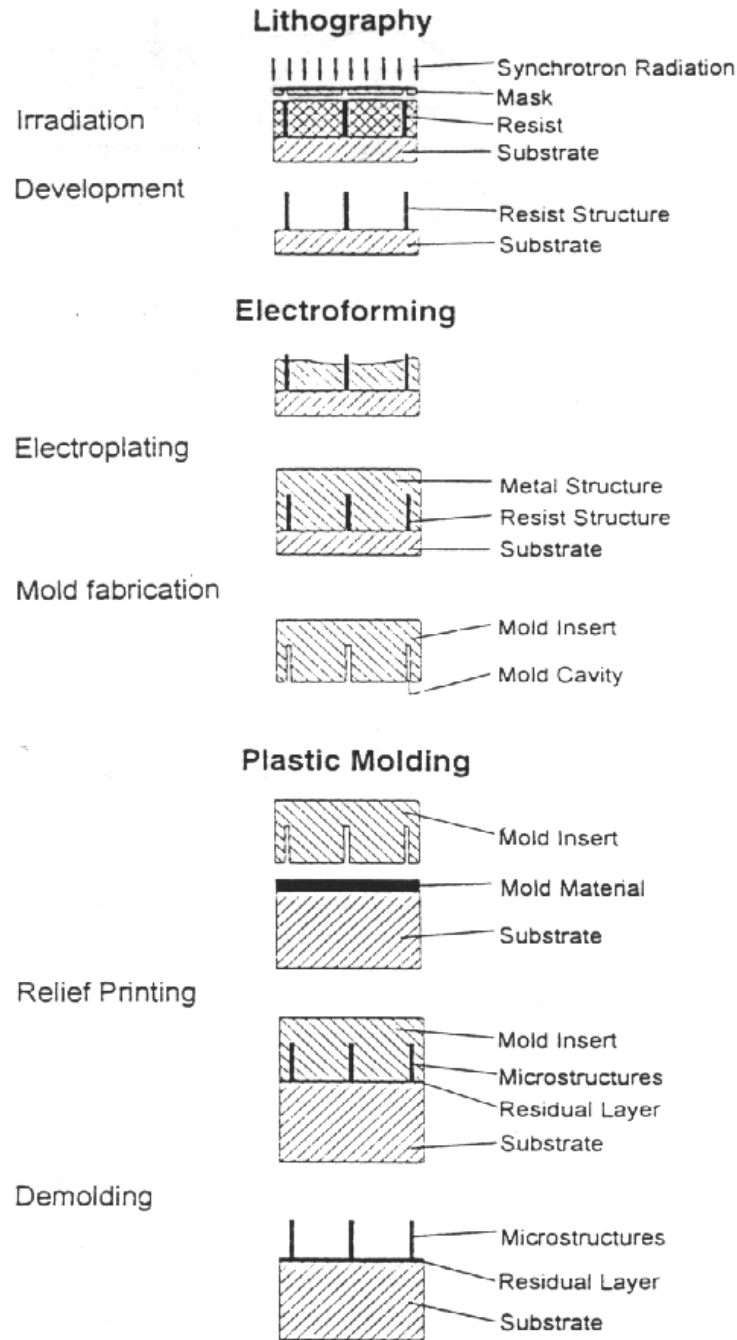 Lithography
Synchrotron Radiation
Mask
Irradiation
Resist
Substrate
Development
Resist Structure
Substrate
Electroforming
Electroplating
Metal Structure
Resist Structure
Substrate
Mold fabrication
Mold Insert
Mold Cavity
Plastic Molding
Mold Insert
Mold Material
Substrate
Relief Printing
Mold Insert
Microstructures
Residual Layer
Substrate
Demolding
Microstructures
Residual Layer
Substrate